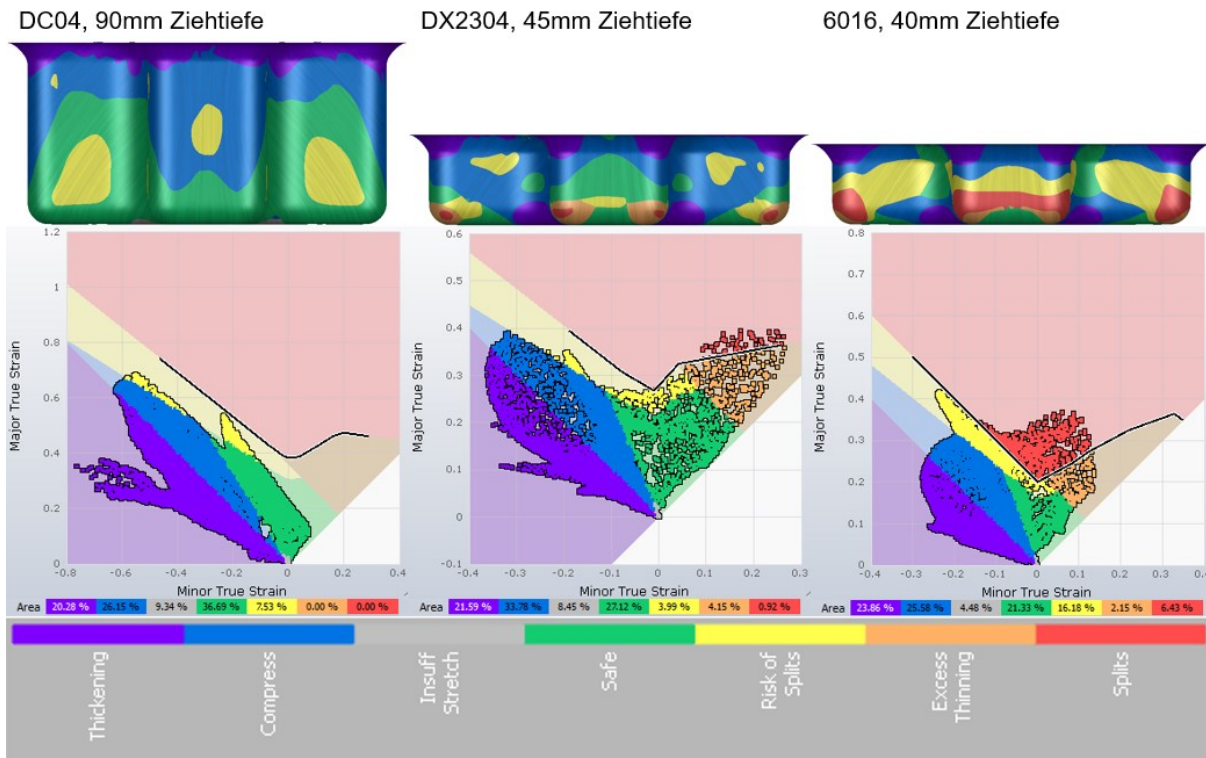 DC04, 90mm Ziehtiefe
DX2304, 45mm Ziehtiefe
6016, 40mm Ziehtiefe
Major True Strain
1.2
1
0.8
0.6
0.4
0.2
0
-0.8
-0.6
-0.4
-0.2
0
0.2
0.4
Minor True Strain
Area 20.28 % 26.15 % 9.34 % 36.69 % 7.53 % 0.00 % 0.00 %
Major True Strain
0.6
0.5
0.4
0.3
0.2
0.1
0
-0.1
-0.4
-0.3
-0.2
-0.1
0
0.1
0.2
0.3
Minor True Strain
Area 21.59 % 33.78 % 8.45 % 27.12 % 3.99 % 4.15 % 0.92 %
Major True Strain
0.8
0.7
0.6
0.5
0.4
0.3
0.2
0.1
0
-0.4
-0.3
-0.2
-0.1
0
0.1
0.2
0.3
0.4
Minor True Strain
Area 23.86 % 25.58 % 4.48 % 21.33 % 16.18 % 2.15 % 6.43 %
Thickening
Compress
Insuff
Stretch
Safe
Risk of
Splits
Excess
Thinning
Splits